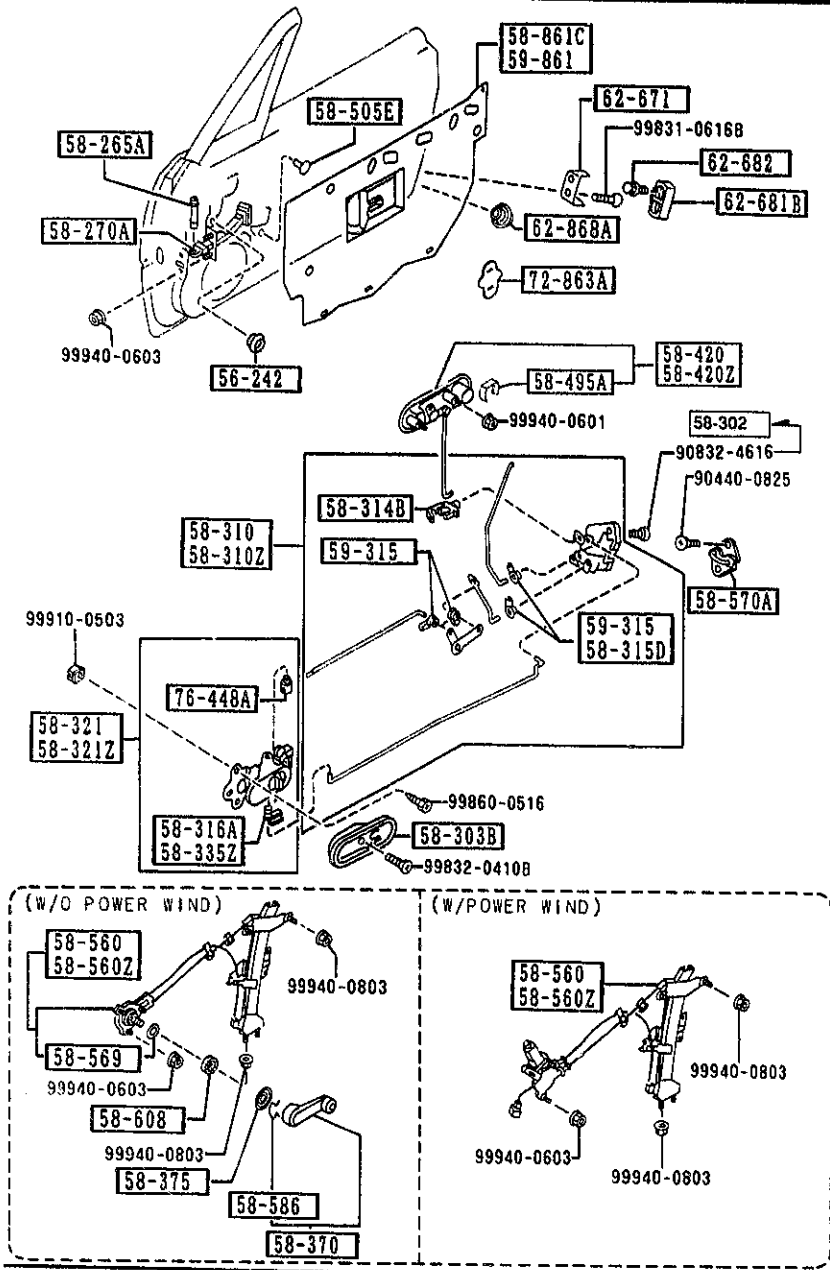 58-861C
59-861
58-505E
62-671
99831-0616B
58-265A
62-682
62-681B
58-270A
62-868A
72-863A
99940-0603
56-242
58-420
58-420Z
58-495A
99940-0601
58-302
90832-4616
90440-0825
58-314B
58-310
58-310Z
59-315
58-570A
99910-0503
59-315
58-315D
76-448A
58-321
58-321Z
99860-0516
58-316A
58-335Z
58-303B
99832-0410B
(W/O POWER WIND)
58-560
58-560Z
99940-0803
58-569
99940-0603
58-608
99940-0803
58-375
58-586
58-370
(W/POWER WIND)
58-560
58-560Z
99940-0803
99940-0603
99940-0803